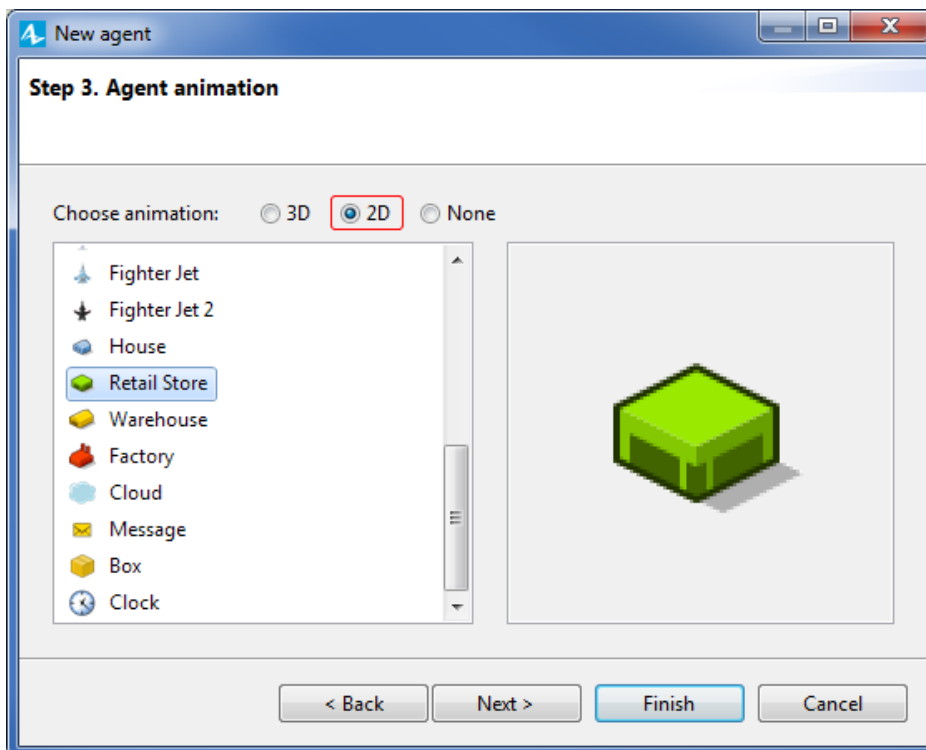 New agent
Step 3. Agent animation
Choose animation: 3D 2D None
Fighter Jet
Fighter Jet 2
House
Retail Store
Warehouse
Factory
Cloud
Message
Box
Clock
< Back Next > Finish Cancel